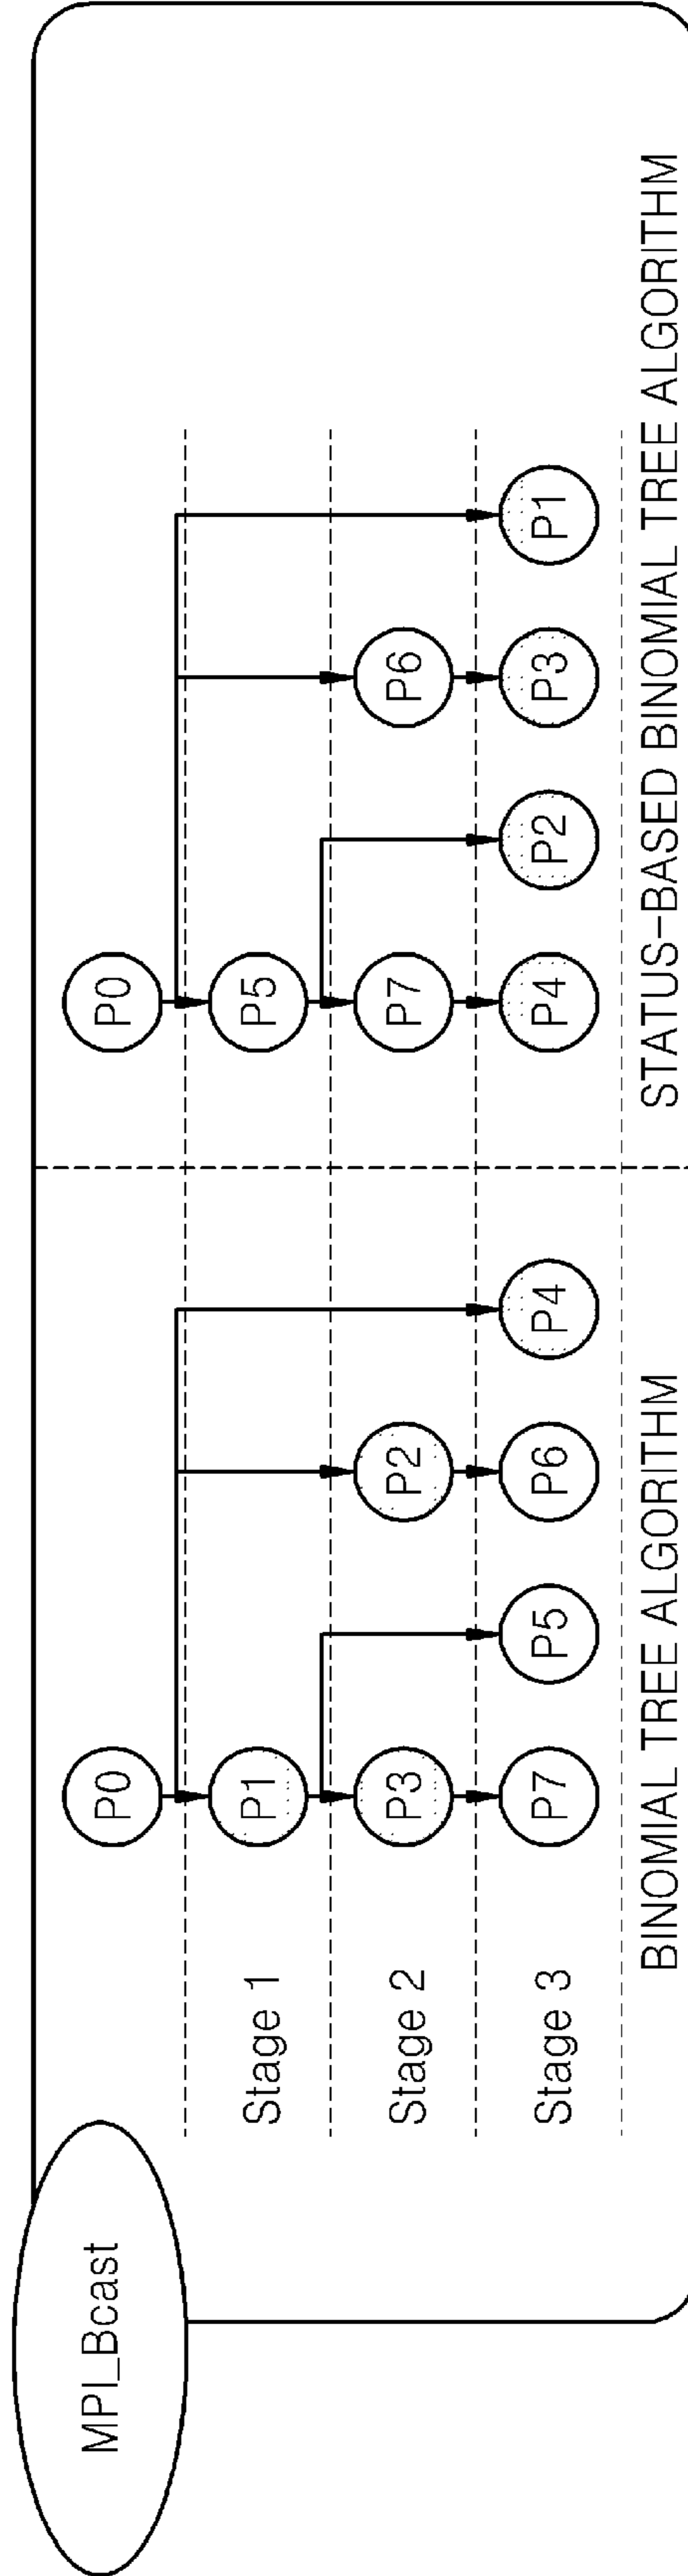 MPI_Bcast
P0
P0
Stage 1
P1
P5
Stage 2
P3
P2
P7
P6
Stage 3
P7
P5
P6
P4
P4
P2
P3
P1
BINOMIAL TREE ALGORITHM
STATUS-BASED BINOMIAL TREE ALGORITHM